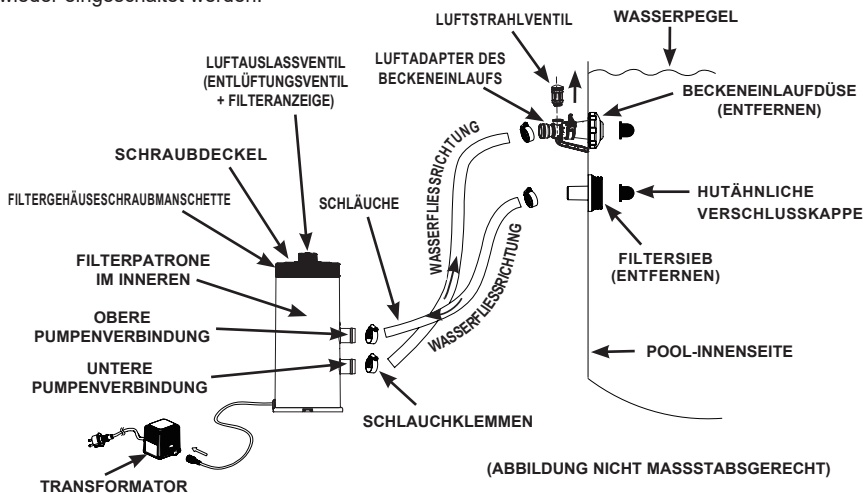 wieder eingeschaltet werden.
LUFTSTRAHLVENTIL
WASSERPEGEL
LUFTAUSLASSVENTIL
(ENTLÜFTUNGSVENTIL
+ FILTERANZEIGE)
LUFTADAPTER DES
BECKENEINLAUFS
BECKENEINLAUFDÜSE
(ENTFERNEN)
SCHRAUBDECKEL
FILTERGEHÄUSESCHRAUBMANSCHETTE
SCHLÄUCHE
WASSERFLIESSRICHTUNG
HUTÄHNLICHE
VERSCHLUSSKAPPE
FILTERPATRONE
IM INNEREN
FILTERSIEB
(ENTFERNEN)
WASSERFLIESSRICHTUNG
OBERE
PUMPENVERBINDUNG
UNTERE
PUMPENVERBINDUNG
POOL-INNENSEITE
SCHLAUCHKLEMMEN
TRANSFORMATOR
(ABBILDUNG NICHT MASSSTABSGERECHT)